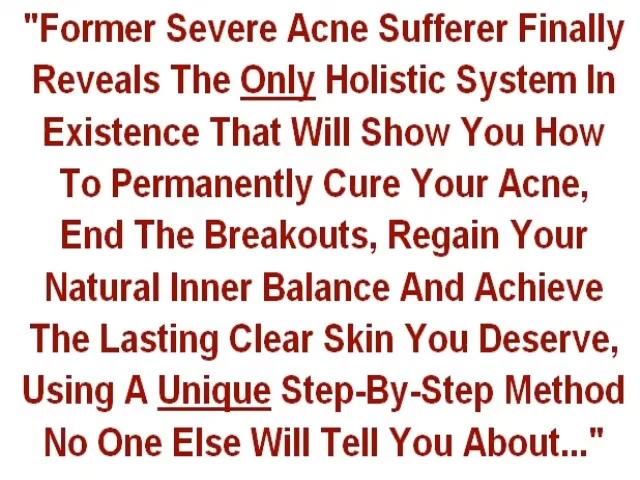 "Former Severe Acne Sufferer Finally
Reveals The Only Holistic System In
Existence That Will Show You How
To Permanently Cure Your Acne,
End The Breakouts, Regain Your
Natural Inner Balance And Achieve
The Lasting Clear Skin You Deserve,
Using A Unique Step-By-Step Method
No One Else Will Tell You About..."